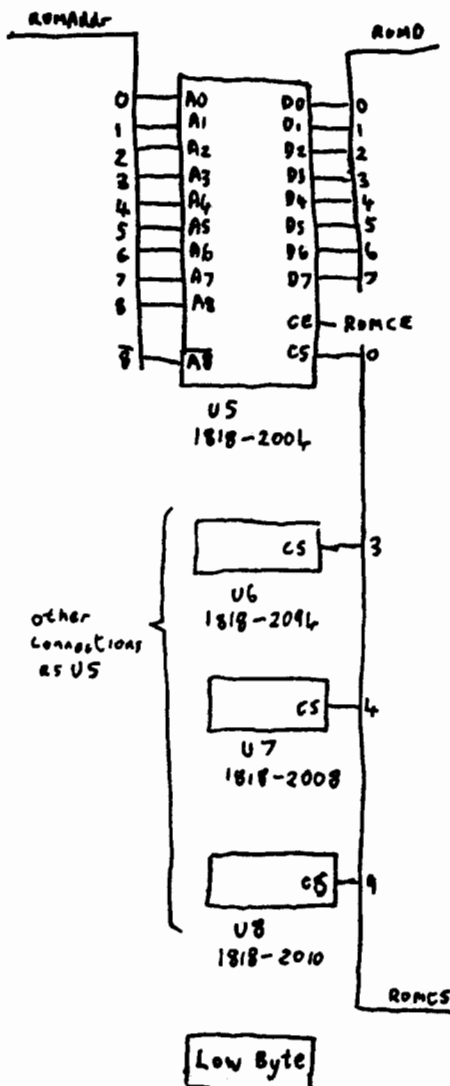 ROMAddr
ROMD
0 A0 D0 0
1 A1 D1 1
2 A2 D2 2
3 A3 D3 3
4 A4 D4 4
5 A5 D5 5
6 A6 D6 6
7 A7 D7 7
8 A8
CE ROMCE
8̅ A̅8̅ CS 0
U5
1818-2004
CS 3
U6
1818-2094
other
connections
as U5
CS 4
U7
1818-2008
CS 9
U8
1818-2010
ROMCS
Low Byte